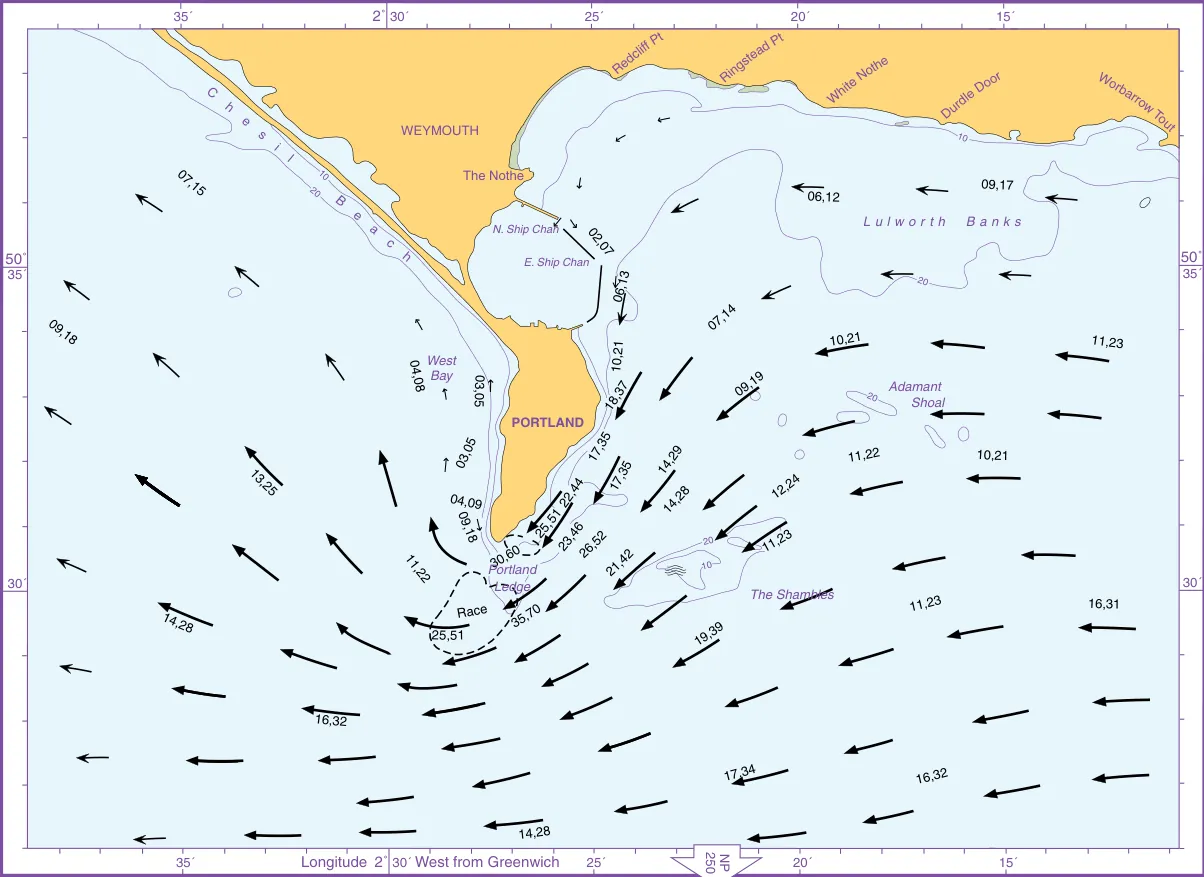 35´ 2° 30´ 25´ 20´ 15´
Redcliff Pt
Ringstead Pt
White Nothe
Durdle Door
Worbarrow Tout
Chesil Beach
WEYMOUTH
10
10
The Nothe
07,15
20
06,12
09,17
N. Ship Chan
Lulworth Banks
02,07
E. Ship Chan
50°
35´
50°
35´
20
06,13
07,14
09,18
10,21
10,21
11,23
West
Bay
04,08
03,05
09,19
18,37
Adamant
Shoal
20
PORTLAND
17,35
03,05
14,29
11,22
10,21
17,35
13,25
12,24
22,44
14,28
04,09
25,51
09,18
23,46
26,52
20
11,23
30,60
21,42
10
11,22
Portland
Ledge
30´
30´
The Shambles
11,23
16,31
Race
35,70
14,28
25,51
19,39
16,32
17,34
16,32
14,28
35´ Longitude 2° 30´ West from Greenwich 25´ 20´ 15´
NP
250